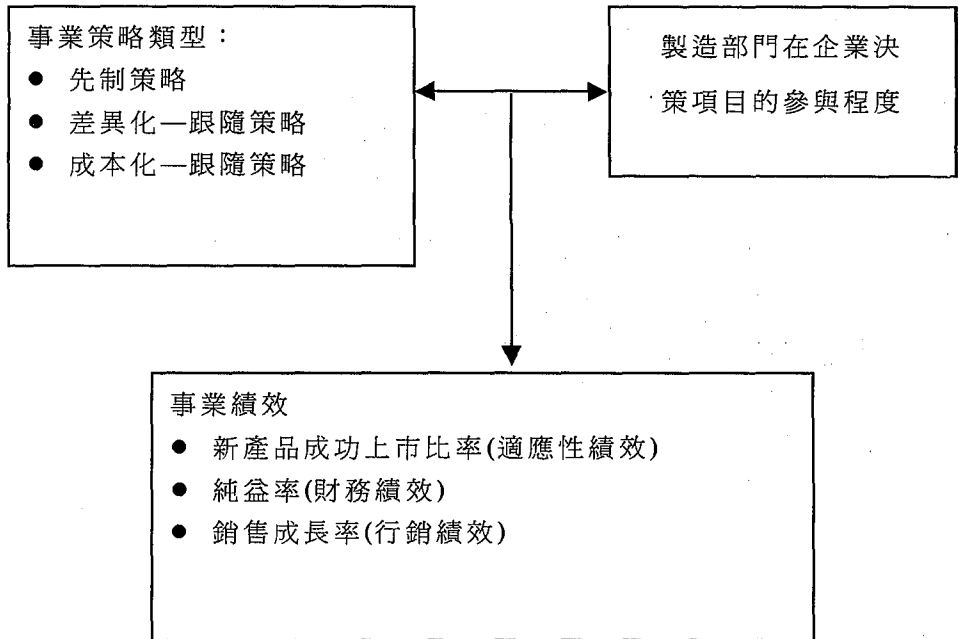 事業策略類型：
● 先制策略
● 差異化—跟隨策略
● 成本化—跟隨策略
製造部門在企業決
策項目的參與程度
事業績效
● 新產品成功上市比率(適應性績效)
● 純益率(財務績效)
● 銷售成長率(行銷績效)